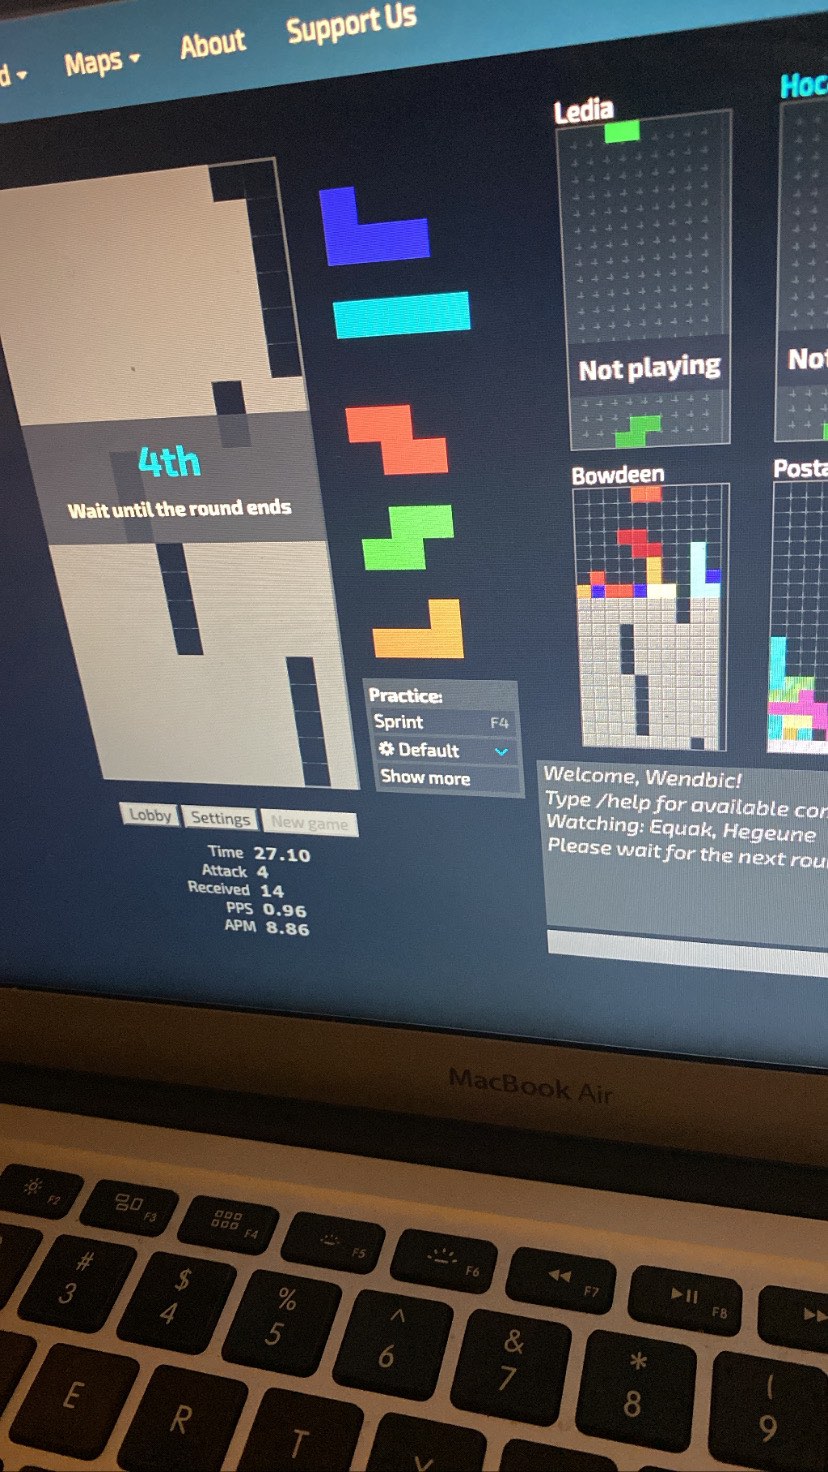 d
Maps
About
Support Us
Ledia
Hoc
Not playing
No
4th
Wait until the round ends
Bowdeen
Posta
Practice:
Sprint F4
Default
Show more
Lobby
Settings
New game
Time 27.10
Attack 4
Received 14
PPS 0.96
APM 8.86
Welcome, Wendbic!
Type /help for available com
Watching: Equak, Hegeune
Please wait for the next rou
MacBook Air
F2
F3
F4
F5
F6
F7
F8
# 3
$ 4
% 5
^ 6
& 7
* 8
( 9
E
R
T